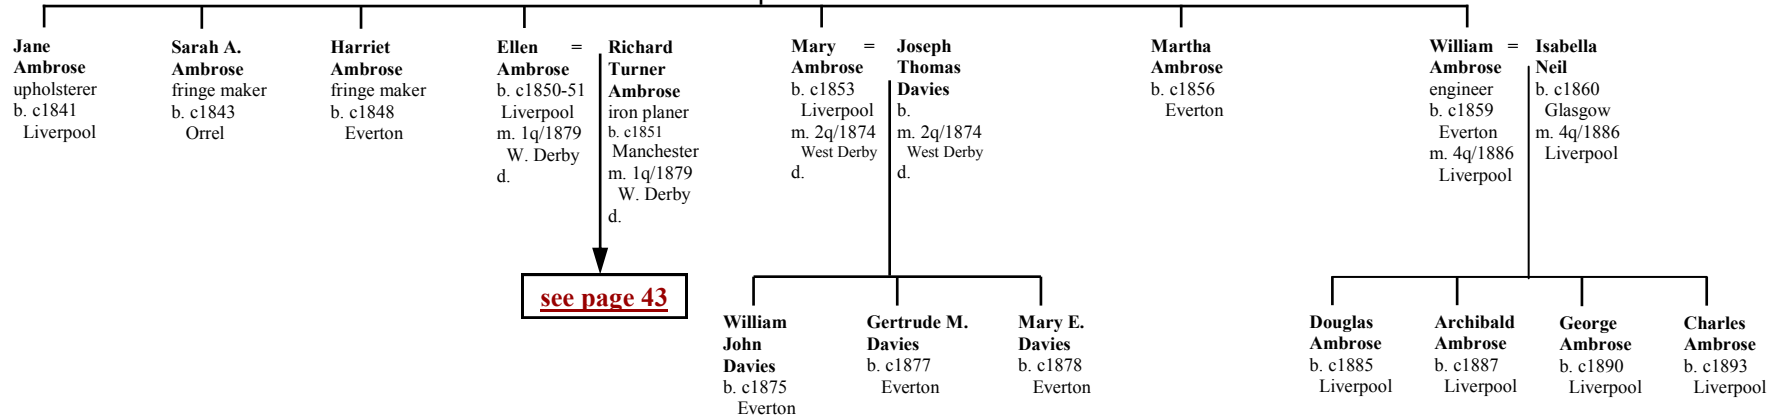 Jane
Ambrose
upholsterer
b. c1841
Liverpool
Sarah A.
Ambrose
fringe maker
b. c1843
Orrel
Harriet
Ambrose
fringe maker
b. c1848
Everton
Ellen =
Ambrose
b. c1850-51
Liverpool
m. 1q/1879
W. Derby
d.
Richard
Turner
Ambrose
iron planer
b. c1851
Manchester
m. 1q/1879
W. Derby
d.
see page 43
Mary =
Ambrose
b. c1853
Liverpool
m. 2q/1874
West Derby
d.
Joseph
Thomas
Davies
b.
m. 2q/1874
West Derby
d.
Martha
Ambrose
b. c1856
Everton
William =
Ambrose
engineer
b. c1859
Everton
m. 4q/1886
Liverpool
Isabella
Neil
b. c1860
Glasgow
m. 4q/1886
Liverpool
William
John
Davies
b. c1875
Everton
Gertrude M.
Davies
b. c1877
Everton
Mary E.
Davies
b. c1878
Everton
Douglas
Ambrose
b. c1885
Liverpool
Archibald
Ambrose
b. c1887
Liverpool
George
Ambrose
b. c1890
Liverpool
Charles
Ambrose
b. c1893
Liverpool